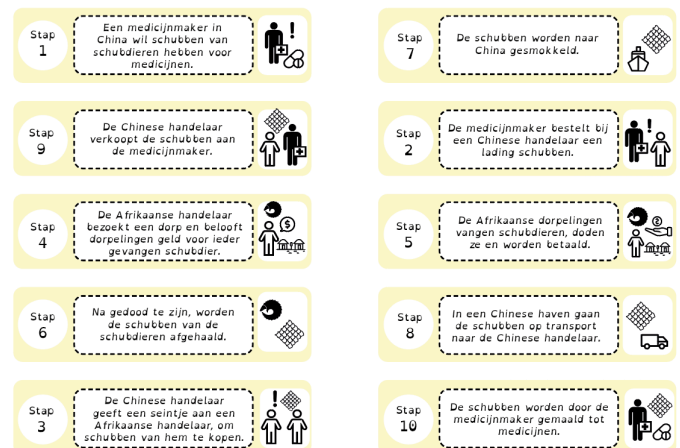 Stap
1
Een medicijnmaker in
China wil schubben van
schubdieren hebben voor
medicijnen.
Stap
7
De schubben worden naar
China gesmokkeld.
Stap
9
De Chinese handelaar
verkoopt de schubben aan
de medicijnmaker.
Stap
2
De medicijnmaker bestelt bij
een Chinese handelaar een
lading schubben.
Stap
4
De Afrikaanse handelaar
bezoekt een dorp en belooft
dorpelingen geld voor ieder
gevangen schubdier.
Stap
5
De Afrikaanse dorpelingen
vangen schubdieren, doden
ze en worden betaald.
Stap
6
Na gedood te zijn, worden
de schubben van de
schubdieren afgehaald.
Stap
8
In een Chinese haven gaan
de schubben op transport
naar de Chinese handelaar.
Stap
3
De Chinese handelaar
geeft een seintje aan een
Afrikaanse handelaar, om
schubben van hem te kopen.
Stap
10
De schubben worden door de
medicijnmaker gemaald tot
medicijnen.